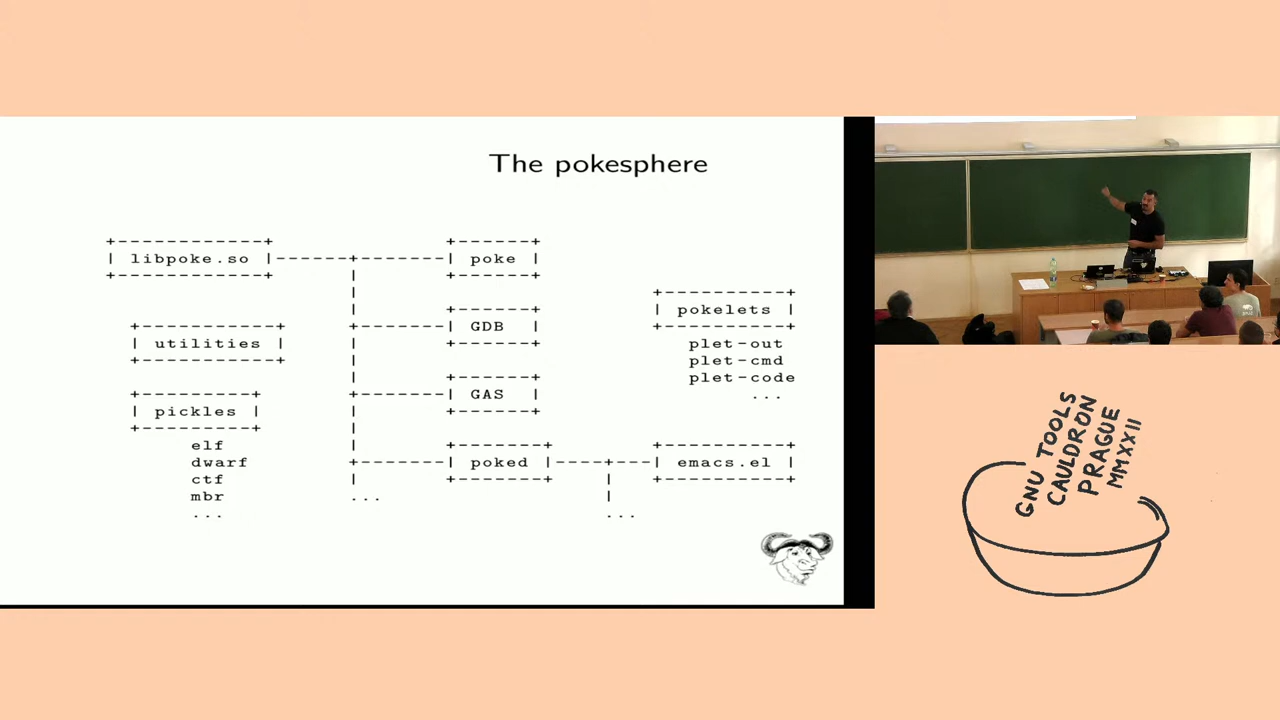 The pokesphere
+------------+
| libpoke.so |------+--------| poke |
+------------+
+------+
+------+
+-----------+
| pokelets |
+-----------+
plet-out
plet-cmd
plet-code
...
+------------+
| utilities |
+------------+
+----------+
| pickles |
+----------+
elf
dwarf
ctf
mbr
...
+------+
| GDB |
+------+
+------+
| GAS |
+------+
+-------+
| poked |----+---| emacs.el |
+-------+
+-----------+
+-----------+
...
...
GNU TOOLS
CAULDRON
PRAGUE
MMXXII